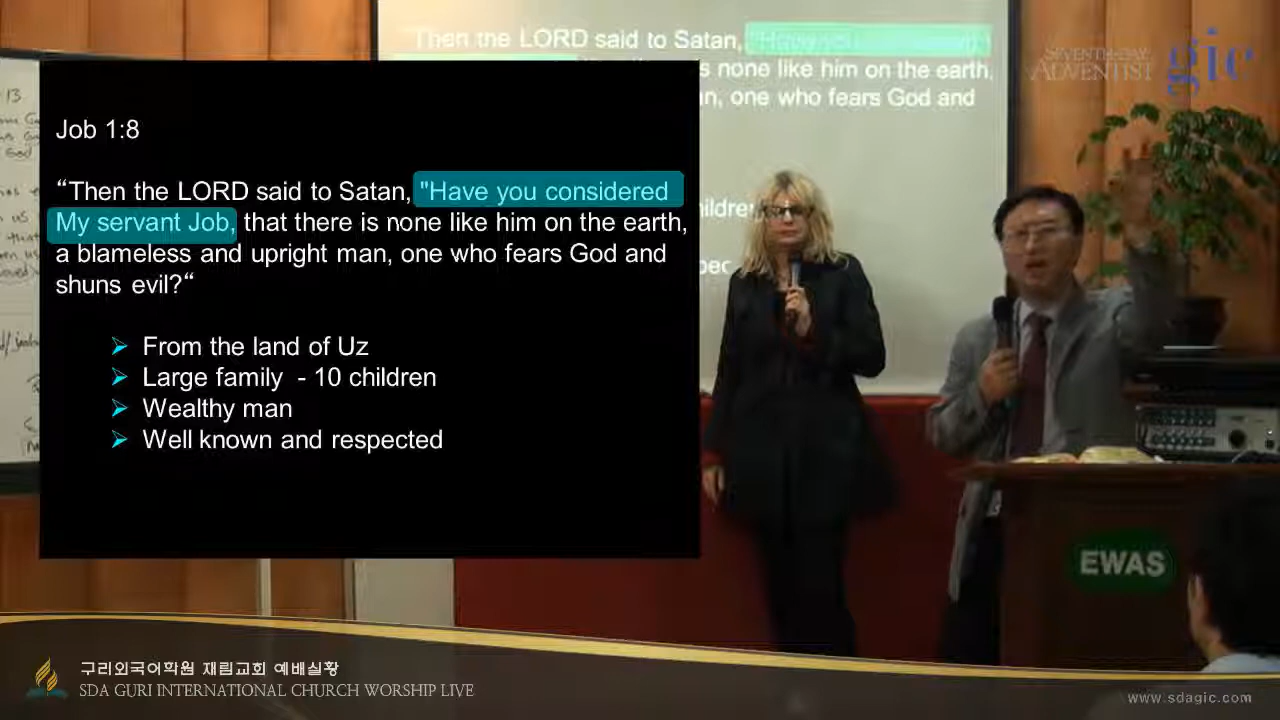 Then the LORD said to Satan,
s none like him on the earth,
n, one who fears God and
SEVENTH-DAY
ADVENTIST
gic
13
God
Job 1:8
“Then the LORD said to Satan, "Have you considered
My servant Job, that there is none like him on the earth,
a blameless and upright man, one who fears God and
shuns evil?“
➢ From the land of Uz
➢ Large family - 10 children
➢ Wealthy man
➢ Well known and respected
EWAS
구리외국어학원 재림교회 예배실황
SDA GURI INTERNATIONAL CHURCH WORSHIP LIVE
www.sdagic.com